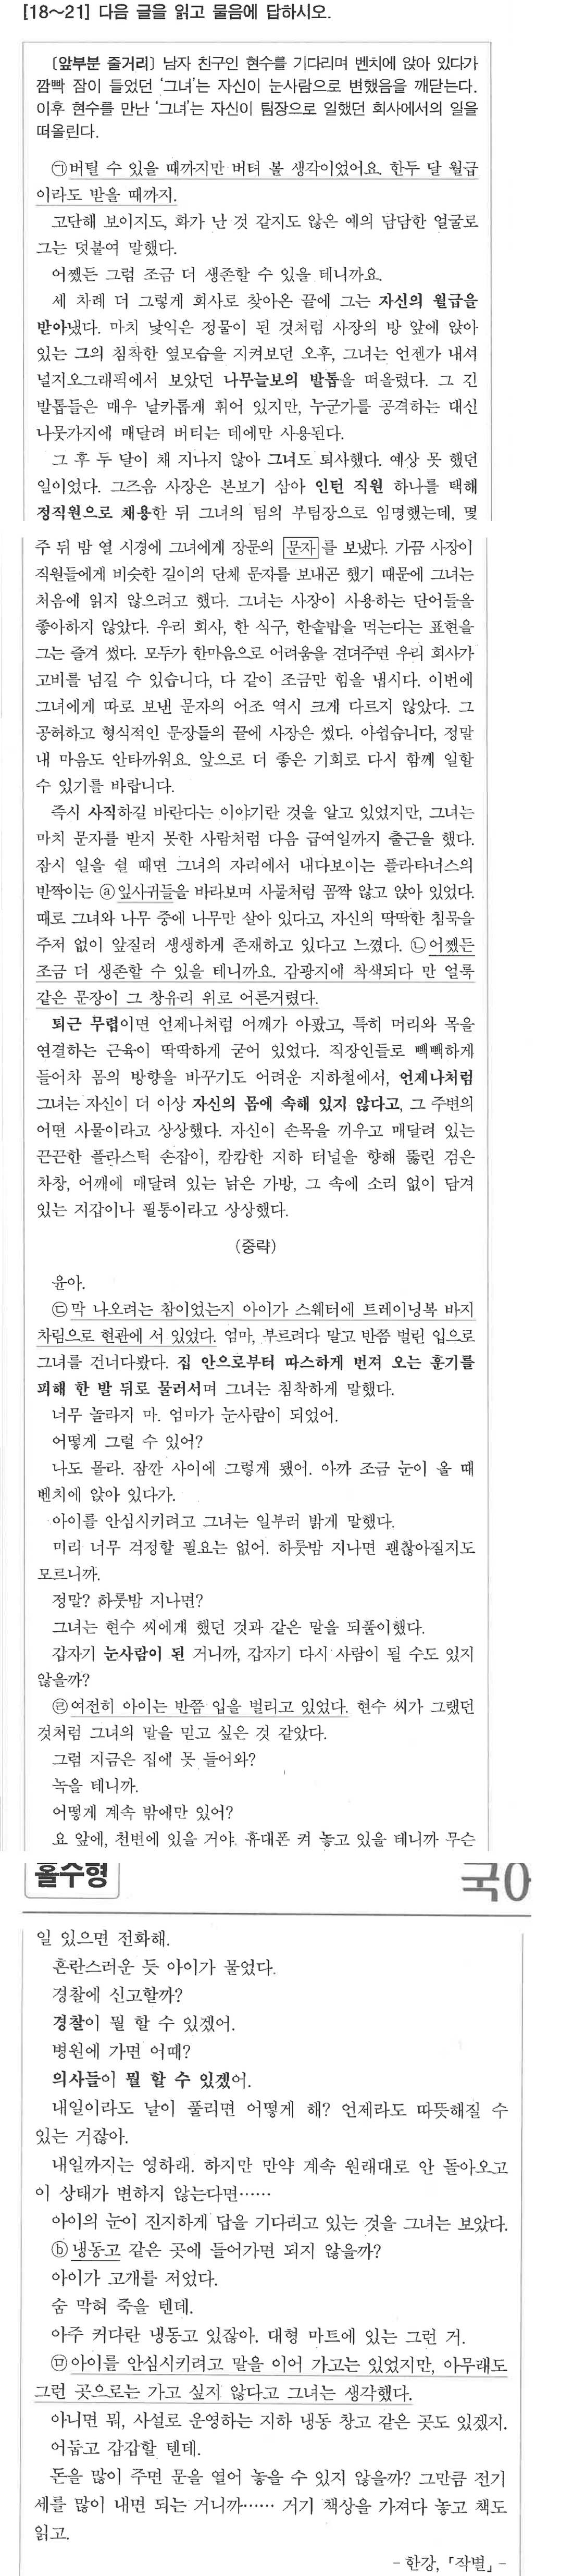 [18~21] 다음 글을 읽고 물음에 답하시오.
〔앞부분 줄거리〕 남자 친구인 현수를 기다리며 벤치에 앉아 있다가
깜빡 잠이 들었던 '그녀'는 자신이 눈사람으로 변했음을 깨닫는다.
이후 현수를 만난 '그녀'는 자신이 팀장으로 일했던 회사에서의 일을
떠올린다.
㉠버틸 수 있을 때까지만 버텨 볼 생각이었어요. 한두 달 월급
이라도 받을 때까지.
고단해 보이지도, 화가 난 것 같지도 않은 예의 담담한 얼굴로
그는 덧붙여 말했다.
어쨌든 그럼 조금 더 생존할 수 있을 테니까요.
세 차례 더 그렇게 회사로 찾아온 끝에 그는 자신의 월급을
받아냈다. 마치 낯익은 정물이 된 것처럼 사장의 방 앞에 앉아
있는 그의 침착한 옆모습을 지켜보던 오후, 그녀는 언젠가 내셔
널지오그래픽에서 보았던 나무늘보의 발톱을 떠올렸다. 그 긴
발톱들은 매우 날카롭게 휘어 있지만, 누군가를 공격하는 대신
나뭇가지에 매달려 버티는 데에만 사용된다.
그 후 두 달이 채 지나지 않아 그녀도 퇴사했다. 예상 못 했던
일이었다. 그즈음 사장은 본보기 삼아 인턴 직원 하나를 택해
정직원으로 채용한 뒤 그녀의 팀의 부팀장으로 임명했는데, 몇
주 뒤 밤 열 시경에 그녀에게 장문의 문자를 보냈다. 가끔 사장이
직원들에게 비슷한 길이의 단체 문자를 보내곤 했기 때문에 그녀는
처음에 읽지 않으려고 했다. 그녀는 사장이 사용하는 단어들을
좋아하지 않았다. 우리 회사, 한 식구, 한솥밥을 먹는다는 표현을
그는 즐겨 썼다. 모두가 한마음으로 어려움을 견뎌주면 우리 회사가
고비를 넘길 수 있습니다, 다 같이 조금만 힘을 냅시다. 이번에
그녀에게 따로 보낸 문자의 어조 역시 크게 다르지 않았다. 그
공허하고 형식적인 문장들의 끝에 사장은 썼다. 아쉽습니다, 정말
내 마음도 안타까워요. 앞으로 더 좋은 기회로 다시 함께 일할
수 있기를 바랍니다.
즉시 사직하길 바란다는 이야기란 것을 알고 있었지만, 그녀는
마치 문자를 받지 못한 사람처럼 다음 급여일까지 출근을 했다.
잠시 일을 쉴 때면 그녀의 자리에서 내다보이는 플라타너스의
반짝이는 ⓐ잎사귀들을 바라보며 사물처럼 꼼짝 않고 앉아 있었다.
때로 그녀와 나무 중에 나무만 살아 있다고, 자신의 딱딱한 침묵을
주저 없이 앞질러 생생하게 존재하고 있다고 느꼈다. ㉡어쨌든
조금 더 생존할 수 있을 테니까요. 감광지에 착색되다 만 얼룩
같은 문장이 그 창유리 위로 어른거렸다.
퇴근 무렵이면 언제나처럼 어깨가 아팠고, 특히 머리와 목을
연결하는 근육이 딱딱하게 굳어 있었다. 직장인들로 빽빽하게
들어차 몸의 방향을 바꾸기도 어려운 지하철에서, 언제나처럼
그녀는 자신이 더 이상 자신의 몸에 속해 있지 않다고, 그 주변의
어떤 사물이라고 상상했다. 자신이 손목을 끼우고 매달려 있는
끈끈한 플라스틱 손잡이, 캄캄한 지하 터널을 향해 뚫린 검은
차창, 어깨에 매달려 있는 낡은 가방, 그 속에 소리 없이 담겨
있는 지갑이나 필통이라고 상상했다.
(중략)
윤아.
㉢막 나오려는 참이었는지 아이가 스웨터에 트레이닝복 바지
차림으로 현관에 서 있었다. 엄마, 부르려다 말고 반쯤 벌린 입으로
그녀를 건너다봤다. 집 안으로부터 따스하게 번져 오는 훈기를
피해 한 발 뒤로 물러서며 그녀는 침착하게 말했다.
너무 놀라지 마. 엄마가 눈사람이 되었어.
어떻게 그럴 수 있어?
나도 몰라. 잠깐 사이에 그렇게 됐어. 아까 조금 눈이 올 때
벤치에 앉아 있다가.
아이를 안심시키려고 그녀는 일부러 밝게 말했다.
미리 너무 걱정할 필요는 없어. 하룻밤 지나면 괜찮아질지도
모르니까.
정말? 하룻밤 지나면?
그녀는 현수 씨에게 했던 것과 같은 말을 되풀이했다.
갑자기 눈사람이 된 거니까, 갑자기 다시 사람이 될 수도 있지
않을까?
㉣여전히 아이는 반쯤 입을 벌리고 있었다. 현수 씨가 그랬던
것처럼 그녀의 말을 믿고 싶은 것 같았다.
그럼 지금은 집에 못 들어와?
녹을 테니까.
어떻게 계속 밖에만 있어?
요 앞에, 천변에 있을 거야. 휴대폰 켜 놓고 있을 테니까 무슨
홀수형
국어
일 있으면 전화해.
혼란스러운 듯 아이가 물었다.
경찰에 신고할까?
경찰이 뭘 할 수 있겠어.
병원에 가면 어때?
의사들이 뭘 할 수 있겠어.
내일이라도 날이 풀리면 어떻게 해? 언제라도 따뜻해질 수
있는 거잖아.
내일까지는 영하래. 하지만 만약 계속 원래대로 안 돌아오고
이 상태가 변하지 않는다면……
아이의 눈이 진지하게 답을 기다리고 있는 것을 그녀는 보았다.
ⓑ냉동고 같은 곳에 들어가면 되지 않을까?
아이가 고개를 저었다.
숨 막혀 죽을 텐데.
아주 커다란 냉동고 있잖아. 대형 마트에 있는 그런 거.
㉤아이를 안심시키려고 말을 이어 가고는 있었지만, 아무래도
그런 곳으로는 가고 싶지 않다고 그녀는 생각했다.
아니면 뭐, 사설로 운영하는 지하 냉동 창고 같은 곳도 있겠지.
어둡고 갑갑할 텐데.
돈을 많이 주면 문을 열어 놓을 수 있지 않을까? 그만큼 전기
세를 많이 내면 되는 거니까…… 거기 책상을 가져다 놓고 책도
읽고.
- 한강, 「작별」 -